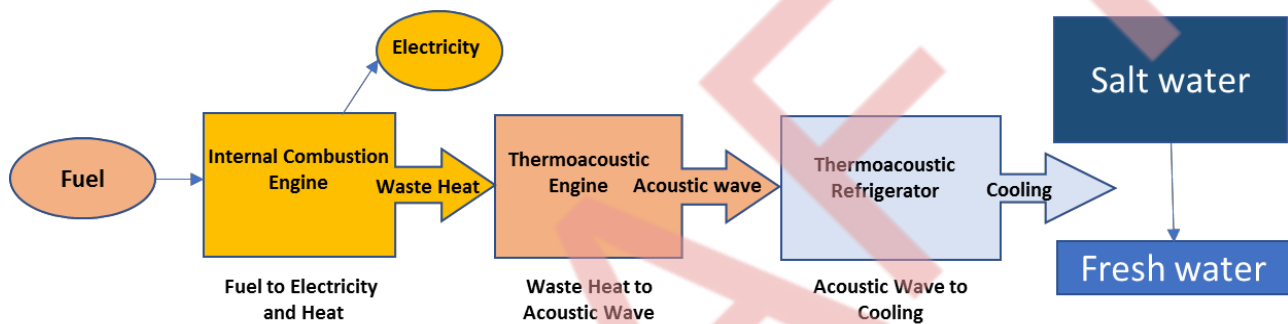 Electricity
Salt water
Fuel
Internal Combustion
Engine
Waste Heat
Thermoacoustic
Engine
Acoustic wave
Thermoacoustic
Refrigerator
Cooling
Fresh water
Fuel to Electricity
and Heat
Waste Heat to
Acoustic Wave
Acoustic Wave to
Cooling